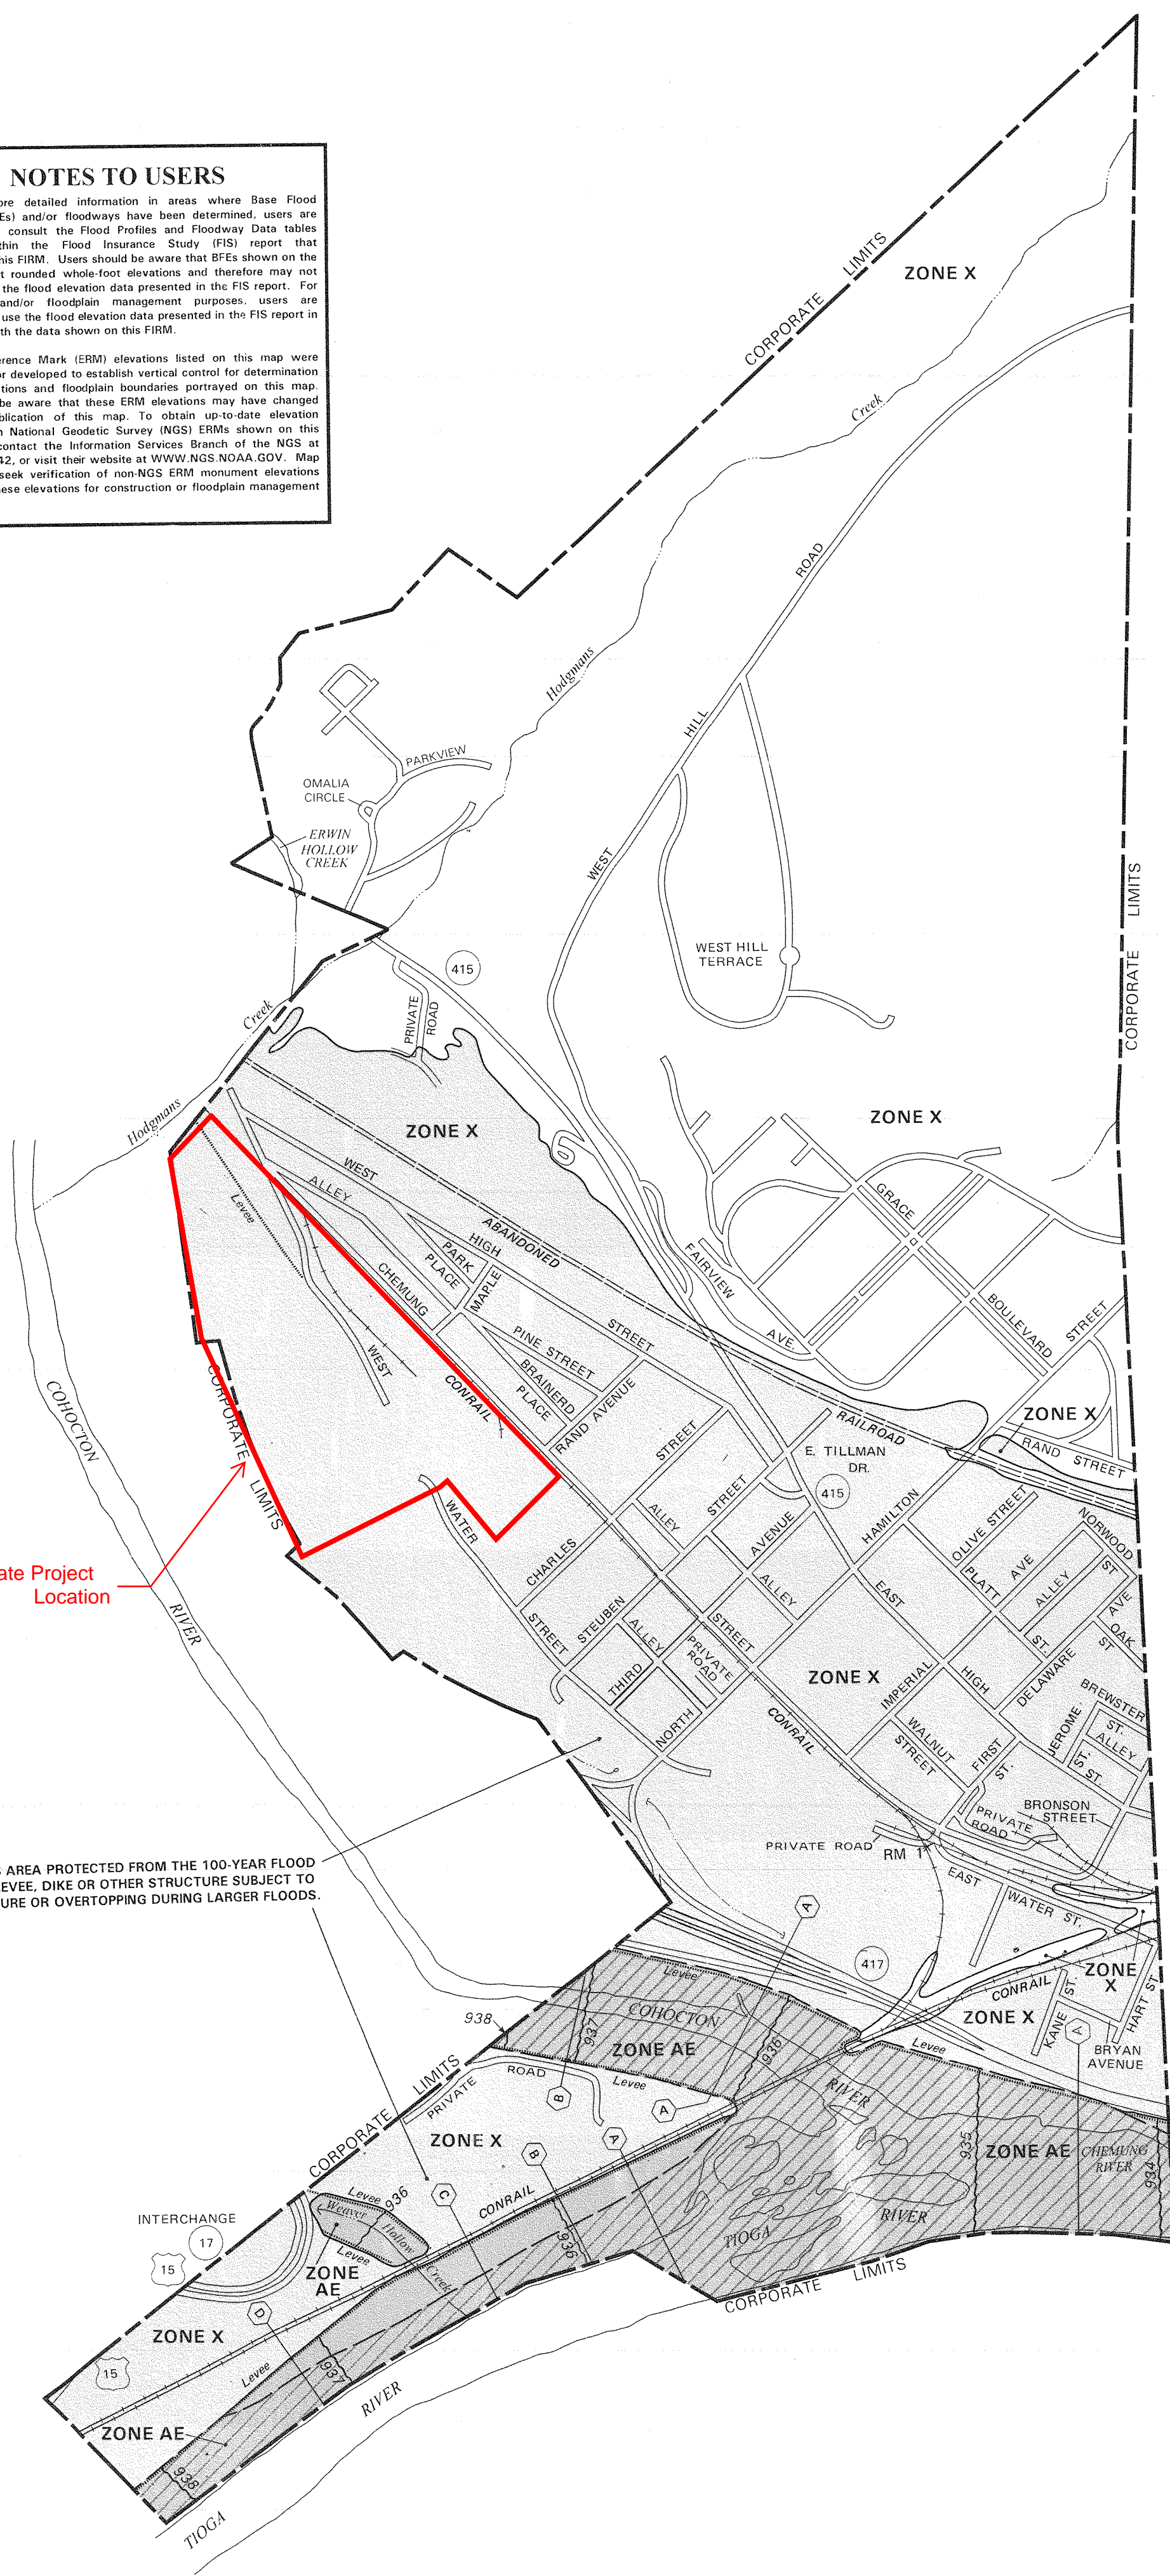 NOTES TO USERS
ore detailed information in areas where Base Flood
Es) and/or floodways have been determined, users are
consult the Flood Profiles and Floodway Data tables
thin the Flood Insurance Study (FIS) report that
his FIRM. Users should be aware that BFEs shown on the
t rounded whole-foot elevations and therefore may not
the flood elevation data presented in the FIS report. For
and/or floodplain management purposes, users are
use the flood elevation data presented in the FIS report in
th the data shown on this FIRM.
erence Mark (ERM) elevations listed on this map were
or developed to establish vertical control for determination
tions and floodplain boundaries portrayed on this map.
be aware that these ERM elevations may have changed
blication of this map. To obtain up-to-date elevation
n National Geodetic Survey (NGS) ERMs shown on this
contact the Information Services Branch of the NGS at
42, or visit their website at WWW.NGS.NOAA.GOV. Map
seek verification of non-NGS ERM monument elevations
hese elevations for construction or floodplain management
CORPORATE LIMITS
ZONE X
Creek
ROAD
Hodgmans
HILL
PARKVIEW
OMALIA
CIRCLE
ERWIN
HOLLOW
CREEK
WEST
CORPORATE LIMITS
WEST HILL
TERRACE
415
PRIVATE
ROAD
Creek
Hodgmans
ZONE X
ZONE X
WEST
ALLEY
Levee
GRACE
HIGH
ABANDONED
PARK
PLACE
MAPLE
FAIRVIEW
CHEMUNG
BOULEVARD
STREET
STREET
AVE.
PINE STREET
WEST
BRAINERD
PLACE
CONRAIL
COHOCTON
CORPORATE
LIMITS
RAND AVENUE
RAILROAD
ZONE X
RAND STREET
E. TILLMAN
DR.
415
STREET
STREET
WATER
ALLEY
AVENUE
HAMILTON
OLIVE STREET
NORWOOD
ST
CHARLES
PLATT
AVE
ALLEY
AVE
ate Project
Location
RIVER
ALLEY
EAST
OAK
ST
STREET
STEUBEN
ALLEY
STREET
ST.
PRIVATE
ROAD
THIRD
ZONE X
IMPERIAL
HIGH
DELAWARE
BREWSTER
ST.
NORTH
CONRAIL
WALNUT
STREET
FIRST
ST.
JEROME
ST.
ALLEY
ST.
BRONSON
STREET
PRIVATE
ROAD
PRIVATE ROAD
RM 1
EAST
WATER ST.
AREA PROTECTED FROM THE 100-YEAR FLOOD
EVEE, DIKE OR OTHER STRUCTURE SUBJECT TO
URE OR OVERTOPPING DURING LARGER FLOODS.
A
417
Levee
CONRAIL
ZONE
X
ZONE X
KANE ST.
HART ST.
A
BRYAN
AVENUE
938
937
COHOCTON
ZONE AE
936
Levee
CORPORATE LIMITS
PRIVATE
ROAD
Levee
B
A
RIVER
ZONE X
B
A
935
ZONE AE
CHEMUNG
RIVER
934
C
CONRAIL
Levee
936
Weaver
Hollow
Creek
Levee
936
TIOGA
RIVER
INTERCHANGE
17
15
ZONE
AE
CORPORATE LIMITS
D
ZONE X
15
Levee
937
RIVER
ZONE AE
938
TIOGA